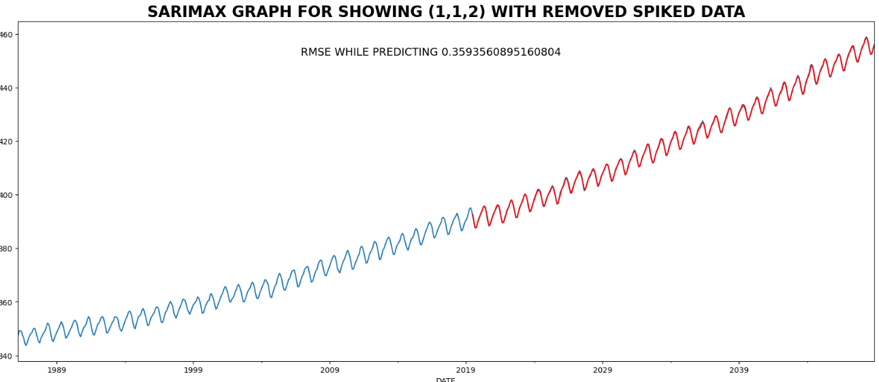 SARIMAX GRAPH FOR SHOWING (1,1,2) WITH REMOVED SPIKED DATA
RMSE WHILE PREDICTING 0.3593560895160804
460
440
420
400
380
360
340
1989 1999 2009 2019 2029 2039
DATE